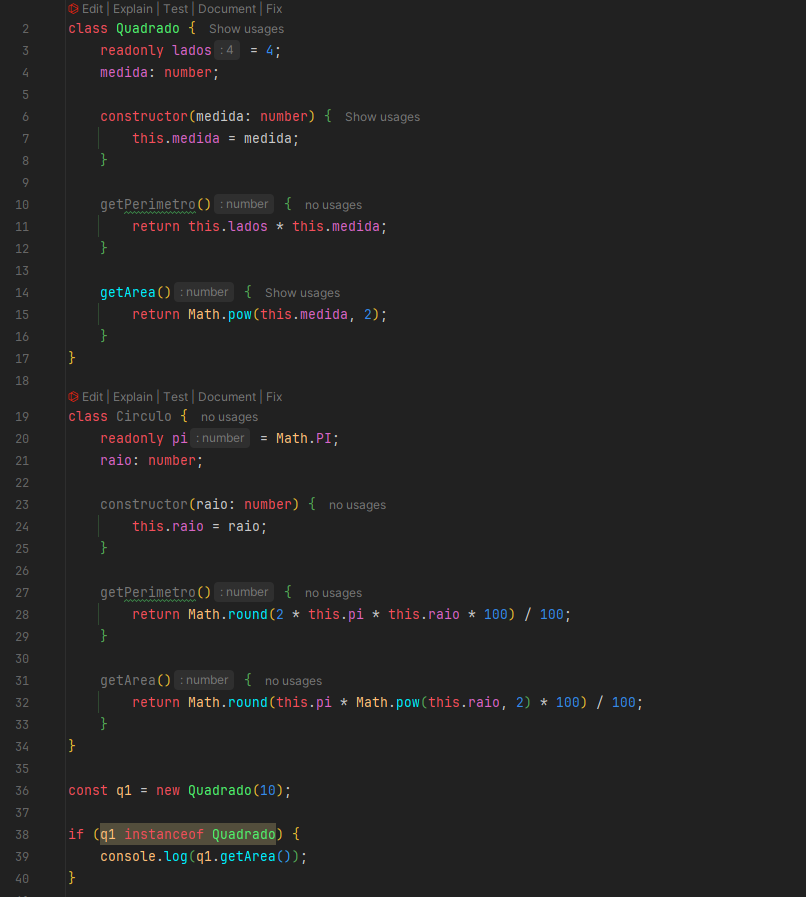 Edit | Explain | Test | Document | Fix
2 class Quadrado { Show usages
3 readonly lados : 4 = 4;
4 medida: number;
5
6 constructor(medida: number) { Show usages
7 this.medida = medida;
8 }
9
10 getPerimetro() : number { no usages
11 return this.lados * this.medida;
12 }
13
14 getArea() : number { Show usages
15 return Math.pow(this.medida, 2);
16 }
17 }
18
Edit | Explain | Test | Document | Fix
19 class Circulo { no usages
20 readonly pi : number = Math.PI;
21 raio: number;
22
23 constructor(raio: number) { no usages
24 this.raio = raio;
25 }
26
27 getPerimetro() : number { no usages
28 return Math.round(2 * this.pi * this.raio * 100) / 100;
29 }
30
31 getArea() : number { no usages
32 return Math.round(this.pi * Math.pow(this.raio, 2) * 100) / 100;
33 }
34 }
35
36 const q1 = new Quadrado(10);
37
38 if (q1 instanceof Quadrado) {
39 console.log(q1.getArea());
40 }